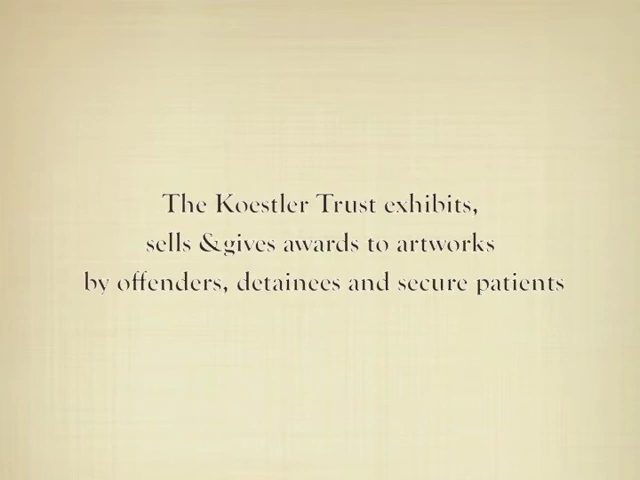 The Koestler Trust exhibits,
sells &gives awards to artworks
by offenders, detainees and secure patients